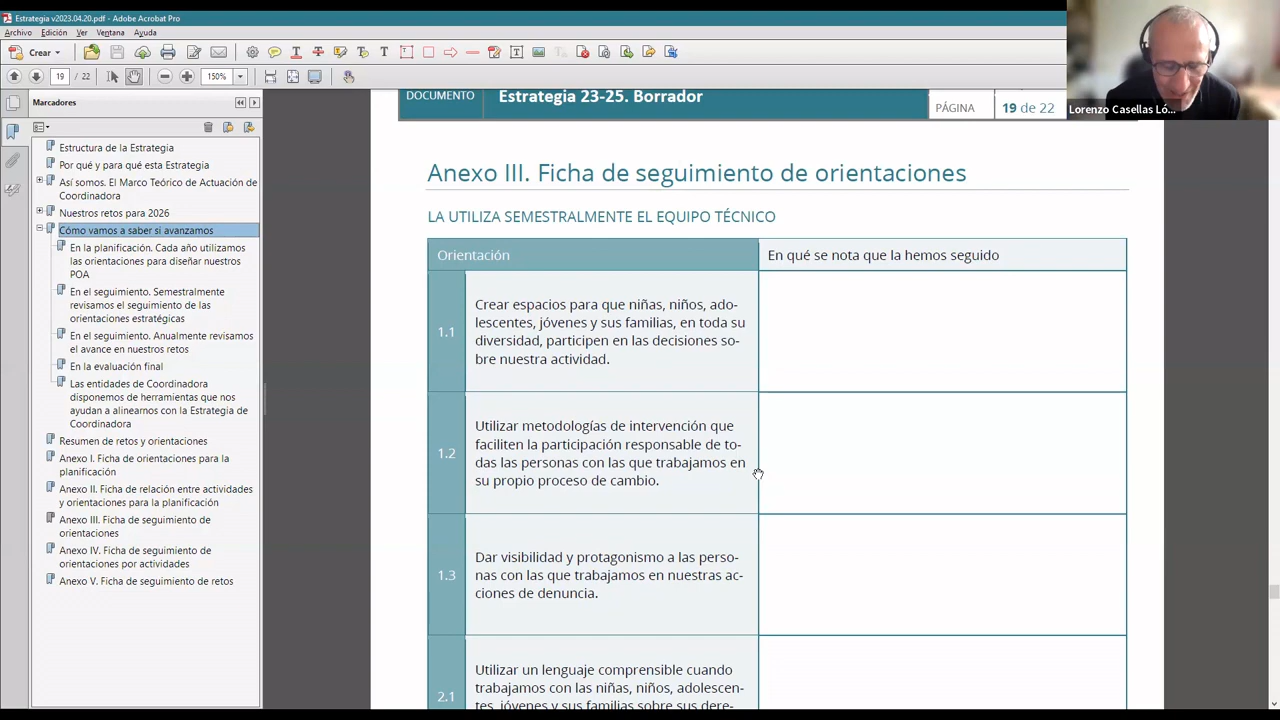 Estrategia v2023.04.20.pdf - Adobe Acrobat Pro
Archivo Edición Ver Ventana Ayuda
Crear
19 / 22
150%
Marcadores
Estructura de la Estrategia
Por qué y para qué esta Estrategia
Así somos. El Marco Teórico de Actuación de
Coordinadora
Nuestros retos para 2026
Cómo vamos a saber si avanzamos
En la planificación. Cada año utilizamos
las orientaciones para diseñar nuestros
POA
En el seguimiento. Semestralmente
revisamos el seguimiento de las
orientaciones estratégicas
En el seguimiento. Anualmente revisamos
el avance en nuestros retos
En la evaluación final
Las entidades de Coordinadora
disponemos de herramientas que nos
ayudan a alinearnos con la Estrategia de
Coordinadora
Resumen de retos y orientaciones
Anexo I. Ficha de orientaciones para la
planificación
Anexo II. Ficha de relación entre actividades
y orientaciones para la planificación
Anexo III. Ficha de seguimiento de
orientaciones
Anexo IV. Ficha de seguimiento de
orientaciones por actividades
Anexo V. Ficha de seguimiento de retos
DOCUMENTO
Estrategia 23-25. Borrador
PÁGINA
19 de 22
Lorenzo Casellas Ló...
Anexo III. Ficha de seguimiento de orientaciones
LA UTILIZA SEMESTRALMENTE EL EQUIPO TÉCNICO
Orientación
En qué se nota que la hemos seguido
1.1
Crear espacios para que niñas, niños, ado-
lescentes, jóvenes y sus familias, en toda su
diversidad, participen en las decisiones so-
bre nuestra actividad.
1.2
Utilizar metodologías de intervención que
faciliten la participación responsable de to-
das las personas con las que trabajamos en
su propio proceso de cambio.
1.3
Dar visibilidad y protagonismo a las perso-
nas con las que trabajamos en nuestras ac-
ciones de denuncia.
2.1
Utilizar un lenguaje comprensible cuando
trabajamos con las niñas, niños, adolescen-
tes, jóvenes y sus familias sobre sus dere-